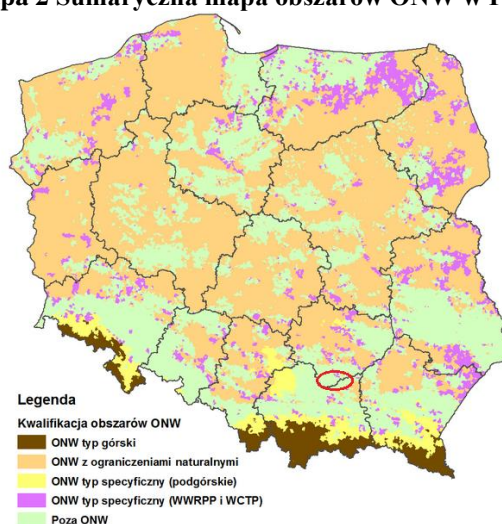 pa 2 Sumaryczna mapa obszarów ONW w P
Legenda
Kwalifikacja obszarów ONW
ONW typ górski
ONW z ograniczeniami naturalnymi
ONW typ specyficzny (podgórskie)
ONW typ specyficzny (WWRPP i WCTP)
Poza ONW